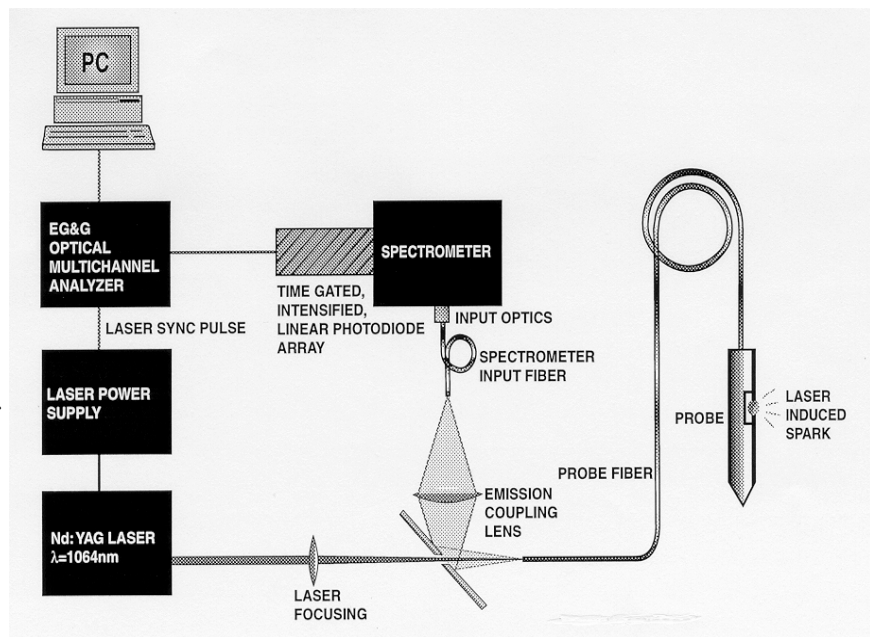 PC
EG&G
OPTICAL
MULTICHANNEL
ANALYZER
SPECTROMETER
TIME GATED,
INTENSIFIED,
LINEAR PHOTODIODE
ARRAY
INPUT OPTICS
SPECTROMETER
INPUT FIBER
LASER SYNC PULSE
LASER POWER
SUPPLY
PROBE
LASER
INDUCED
SPARK
PROBE FIBER
EMISSION
COUPLING
LENS
Nd: YAG LASER
λ=1064nm
LASER
FOCUSING